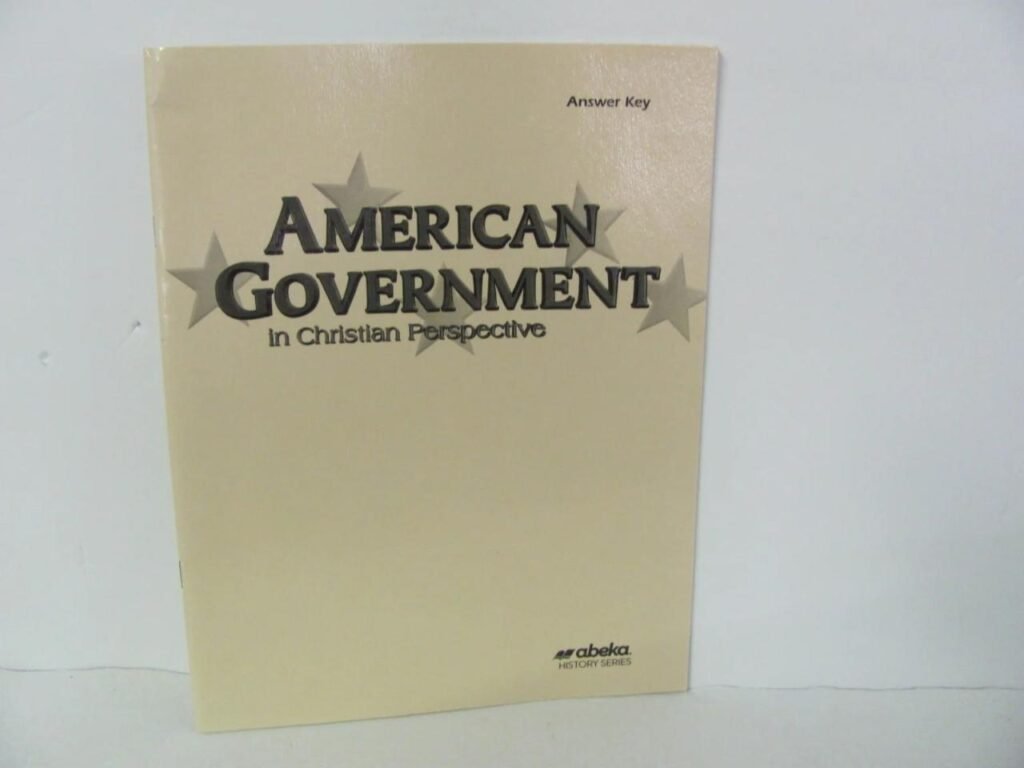 Answer Key
AMERICAN
GOVERNMENT
in Christian Perspective
abeka.
HISTORY SERIES